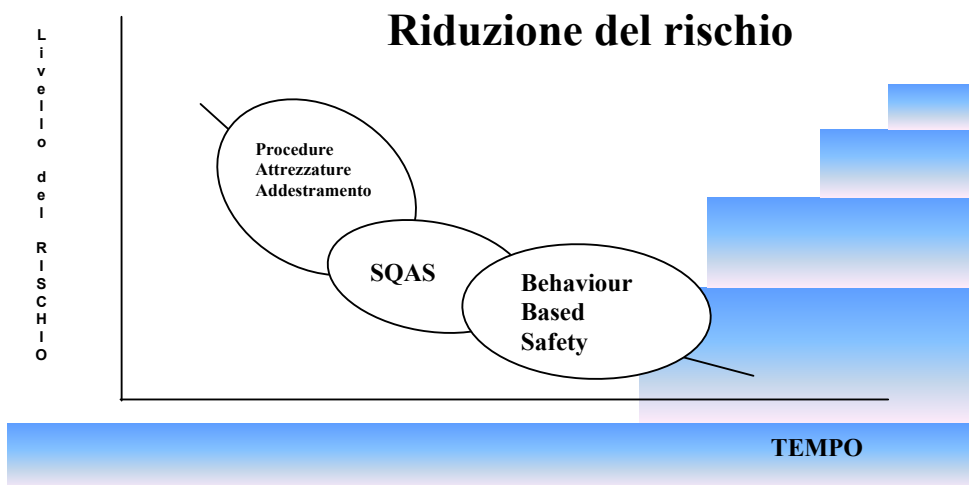 Riduzione del rischio
Livello del RISCHIO
Procedure
Attrezzature
Addestramento
SQAS
Behaviour
Based
Safety
TEMPO